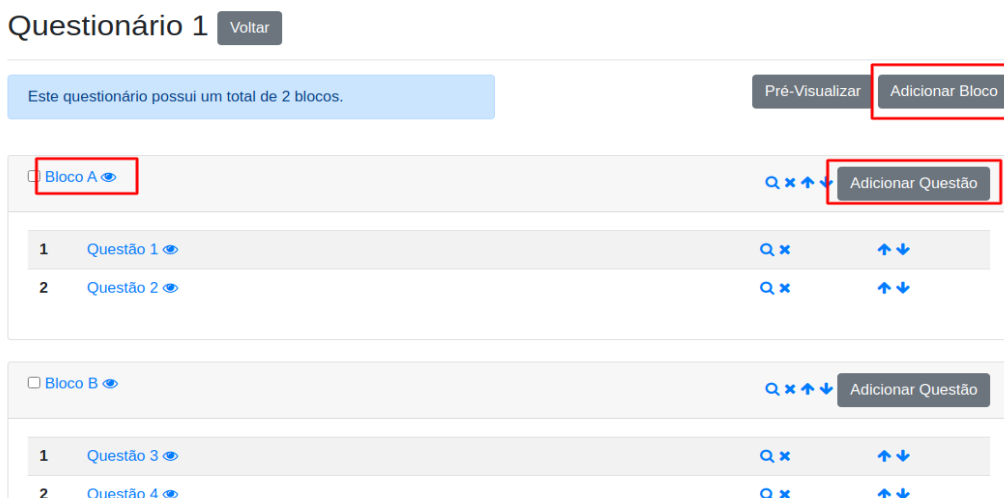 Questionário 1 Voltar
Este questionário possui um total de 2 blocos. Pré-Visualizar Adicionar Bloco
Bloco A Adicionar Questão
1 Questão 1
2 Questão 2
Bloco B Adicionar Questão
1 Questão 3
2 Questão 4